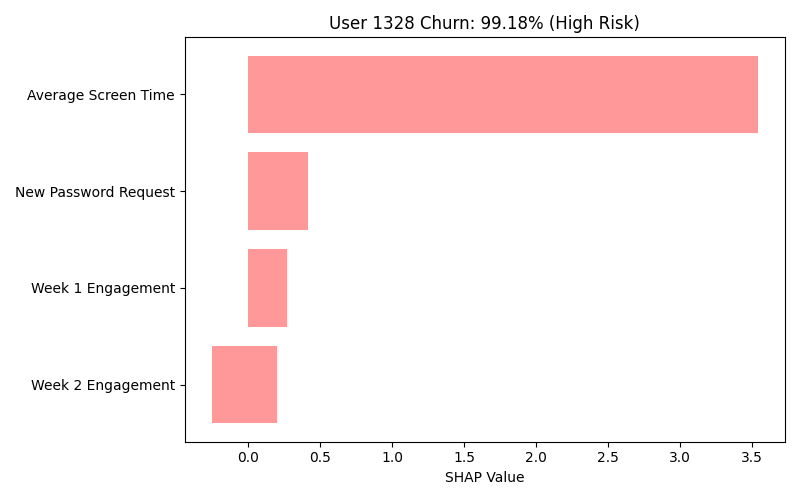 User 1328 Churn: 99.18% (High Risk)
Average Screen Time
New Password Request
Week 1 Engagement
Week 2 Engagement
0.0 0.5 1.0 1.5 2.0 2.5 3.0 3.5
SHAP Value